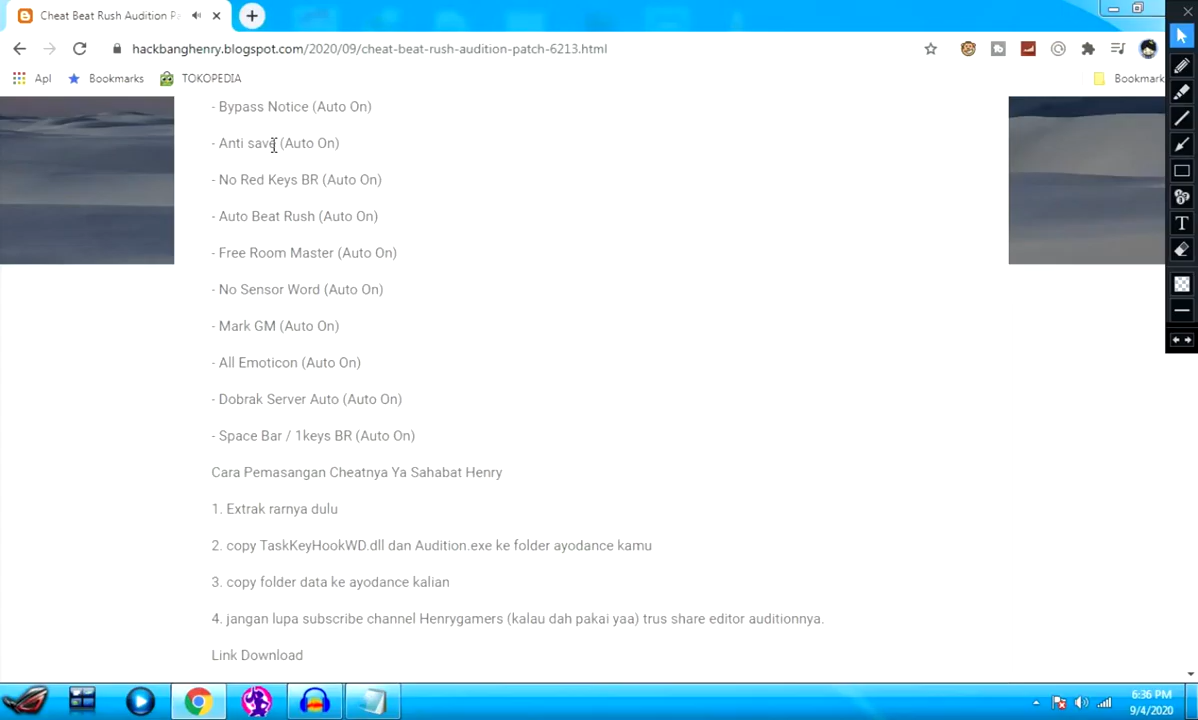 Cheat Beat Rush Audition Pa
hackbanghenry.blogspot.com/2020/09/cheat-beat-rush-audition-patch-6213.html
Apl Bookmarks TOKOPEDIA Bookmark
- Bypass Notice (Auto On)
- Anti save (Auto On)
- No Red Keys BR (Auto On)
- Auto Beat Rush (Auto On)
- Free Room Master (Auto On)
- No Sensor Word (Auto On)
- Mark GM (Auto On)
- All Emoticon (Auto On)
- Dobrak Server Auto (Auto On)
- Space Bar / 1keys BR (Auto On)
Cara Pemasangan Cheatnya Ya Sahabat Henry
1. Extrak rarnya dulu
2. copy TaskKeyHookWD.dll dan Audition.exe ke folder ayodance kamu
3. copy folder data ke ayodance kalian
4. jangan lupa subscribe channel Henrygamers (kalau dah pakai yaa) trus share editor auditionnya.
Link Download
6:36 PM
9/4/2020